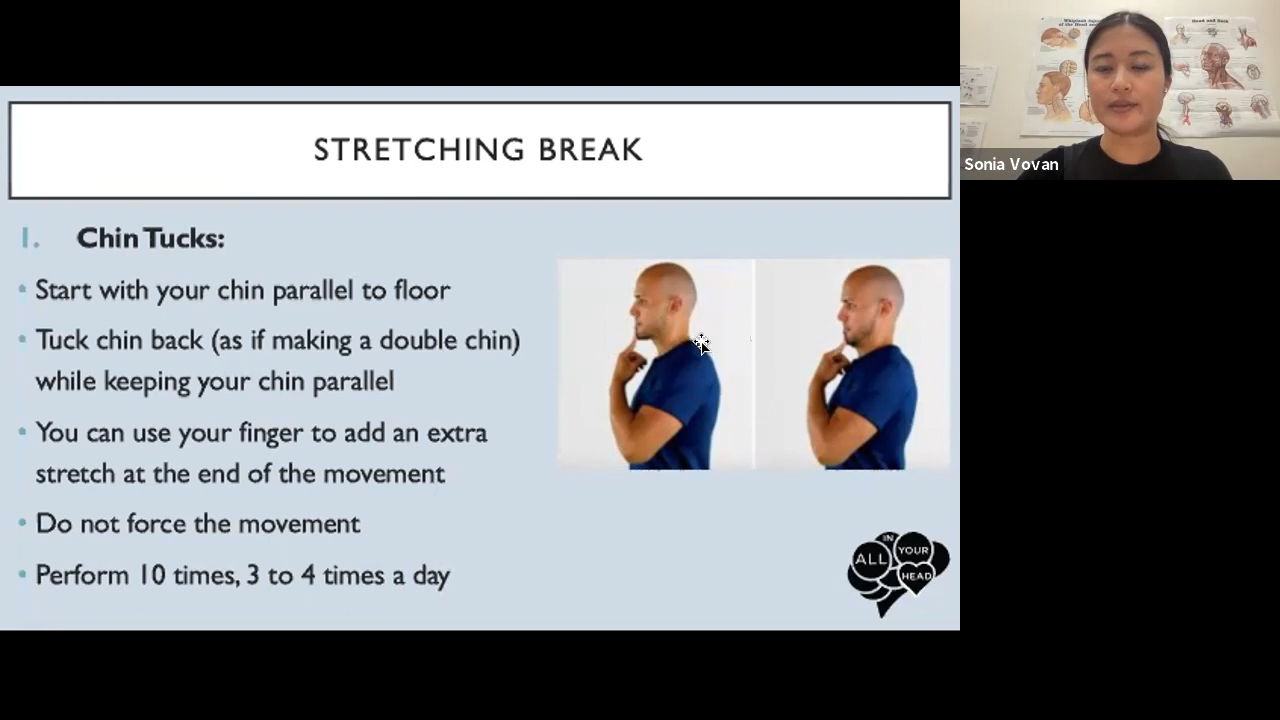 STRETCHING BREAK
1. Chin Tucks:
• Start with your chin parallel to floor
• Tuck chin back (as if making a double chin)
while keeping your chin parallel
• You can use your finger to add an extra
stretch at the end of the movement
• Do not force the movement
• Perform 10 times, 3 to 4 times a day
IN
ALL YOUR
HEAD
Head and Neck
Sonia Vovan